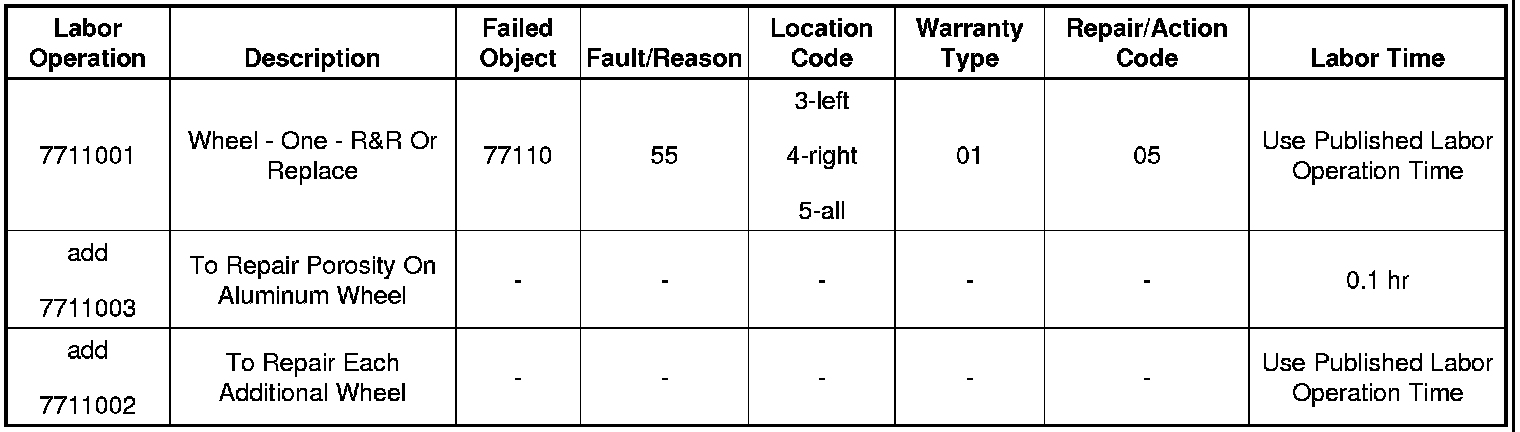 Labor Operation | Description | Failed Object | Fault/Reason | Location Code | Warranty Type | Repair/Action Code | Labor Time
7711001 | Wheel - One - R&R Or Replace | 77110 | 55 | 3-left 4-right 5-all | 01 | 05 | Use Published Labor Operation Time
add 7711003 | To Repair Porosity On Aluminum Wheel | - | - | - | - | - | 0.1 hr
add 7711002 | To Repair Each Additional Wheel | - | - | - | - | - | Use Published Labor Operation Time